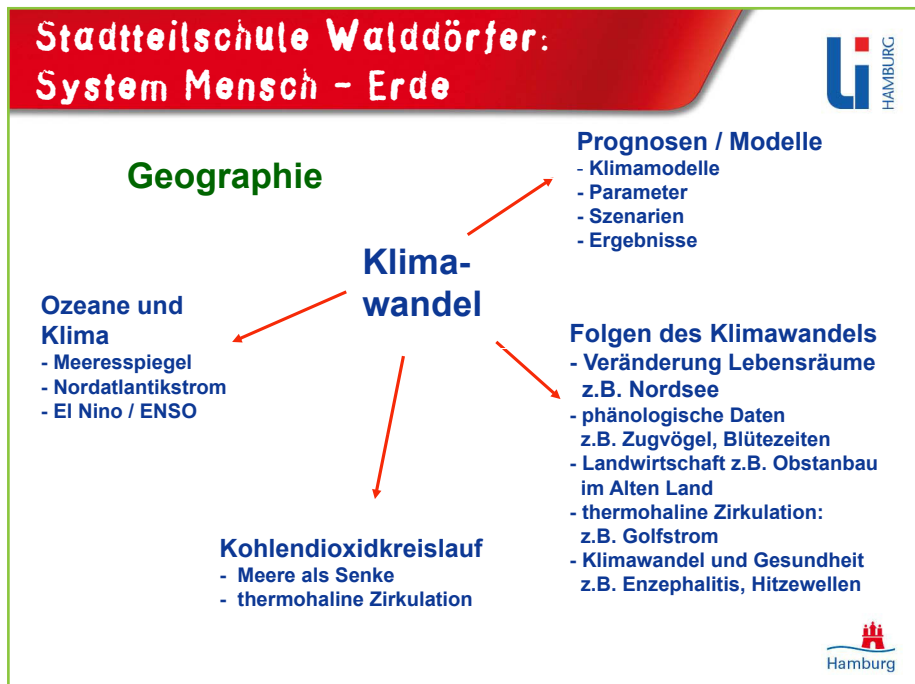 Stadtteilschule Walddörfer:
System Mensch – Erde
li
HAMBURG
Geographie
Prognosen / Modelle
- Klimamodelle
- Parameter
- Szenarien
- Ergebnisse
Klima-
wandel
Ozeane und
Klima
- Meeresspiegel
- Nordatlantikstrom
- El Nino / ENSO
Folgen des Klimawandels
- Veränderung Lebensräume
z.B. Nordsee
- phänologische Daten
z.B. Zugvögel, Blütezeiten
- Landwirtschaft z.B. Obstanbau
im Alten Land
- thermohaline Zirkulation:
z.B. Golfstrom
- Klimawandel und Gesundheit
z.B. Enzephalitis, Hitzewellen
Kohlendioxidkreislauf
- Meere als Senke
- thermohaline Zirkulation
Hamburg